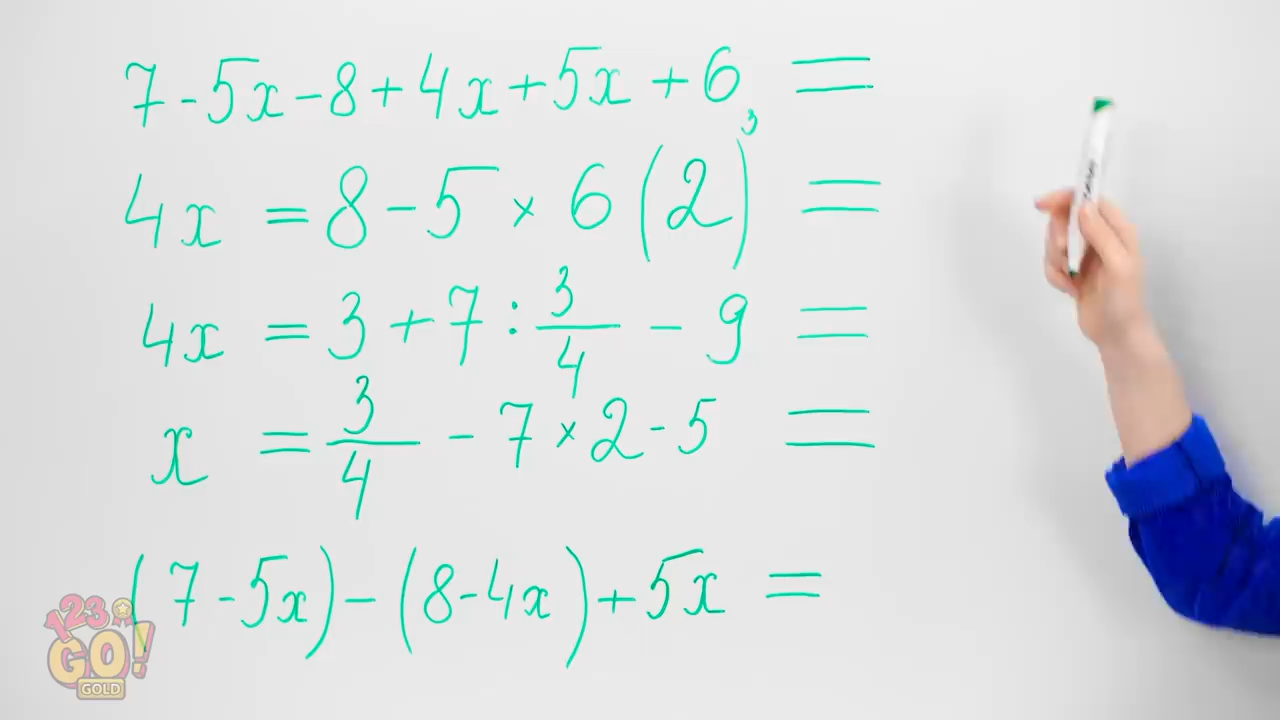 7-5x-8+4x+5x+6, =
4x = 8-5×6(2) =
4x = 3+7:3/4-9 =
x = 3/4-7×2-5 =
(7-5x)-(8-4x)+5x =
123
GO!
GOLD